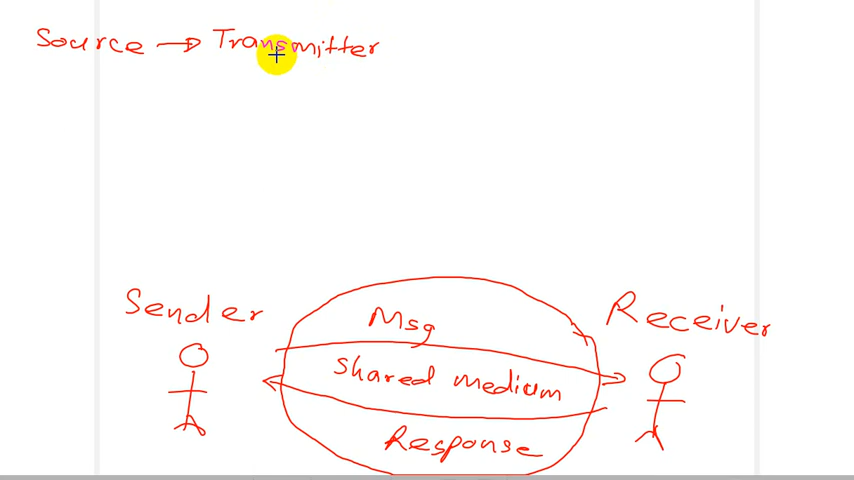 Source → Transmitter
Sender
Receiver
Msg
Shared medium
Response